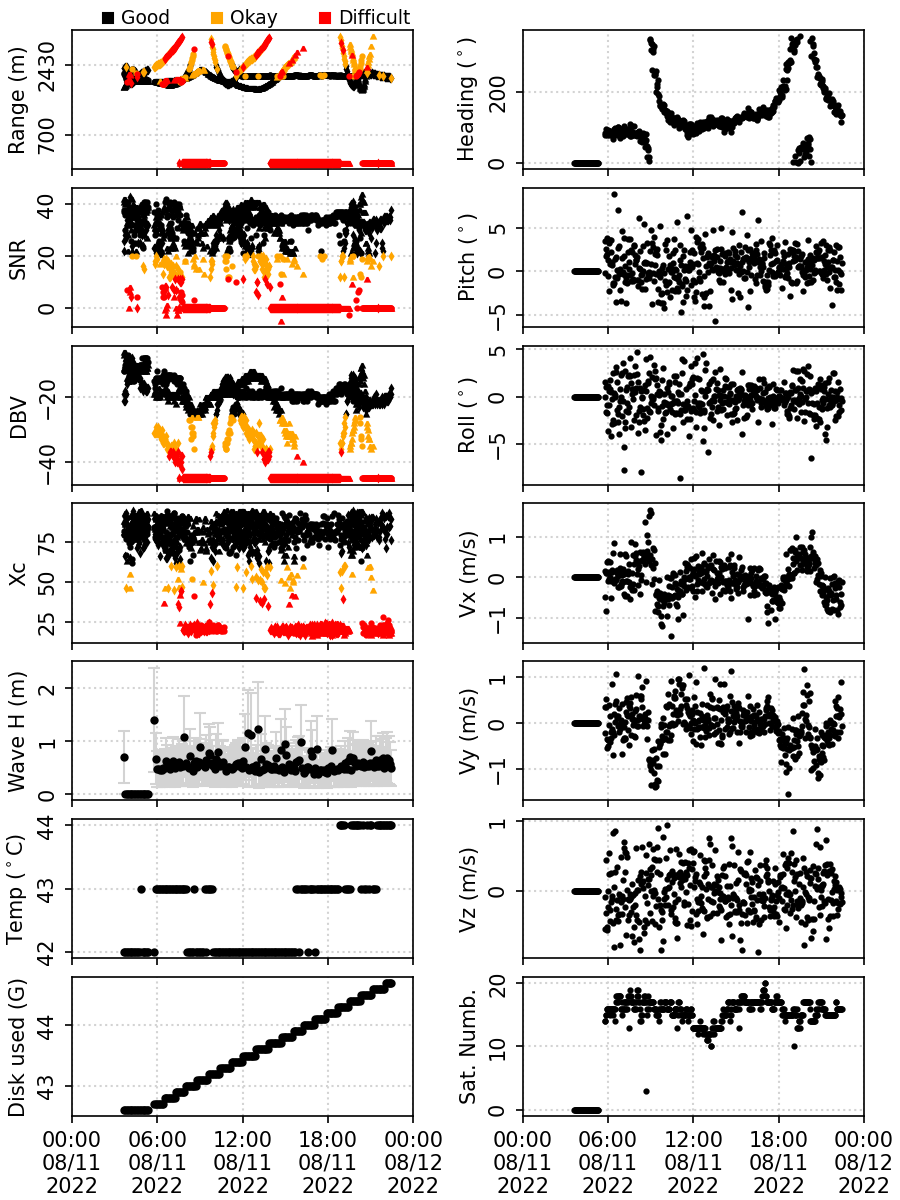 Good Okay Difficult
Range (m)
2430
700
Heading (°)
200
0
SNR
40
20
0
Pitch (°)
5
0
−5
DBV
−20
−40
Roll (°)
5
0
−5
Xc
75
50
25
Vx (m/s)
1
0
−1
Wave H (m)
2
1
0
Vy (m/s)
1
0
−1
Temp (°C)
44
43
42
Vz (m/s)
1
0
Disk used (G)
44
43
Sat. Numb.
20
10
0
00:00 06:00 12:00 18:00 00:00
08/11 08/11 08/11 08/11 08/12
2022 2022 2022 2022 2022
00:00 06:00 12:00 18:00 00:00
08/11 08/11 08/11 08/11 08/12
2022 2022 2022 2022 2022